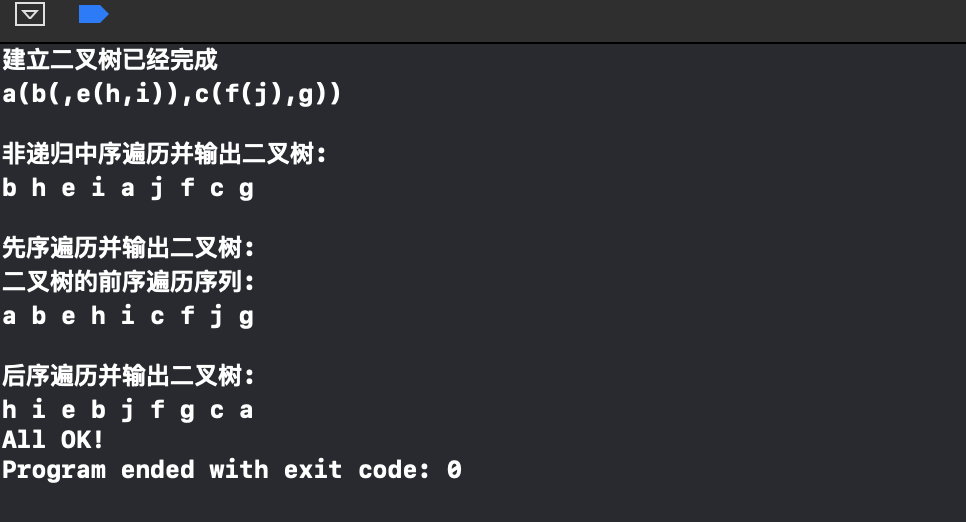 建立二叉树已经完成
a(b(,e(h,i)),c(f(j),g))
非递归中序遍历并输出二叉树:
b h e i a j f c g
先序遍历并输出二叉树:
二叉树的前序遍历序列:
a b e h i c f j g
后序遍历并输出二叉树:
h i e b j f g c a
All OK!
Program ended with exit code: 0